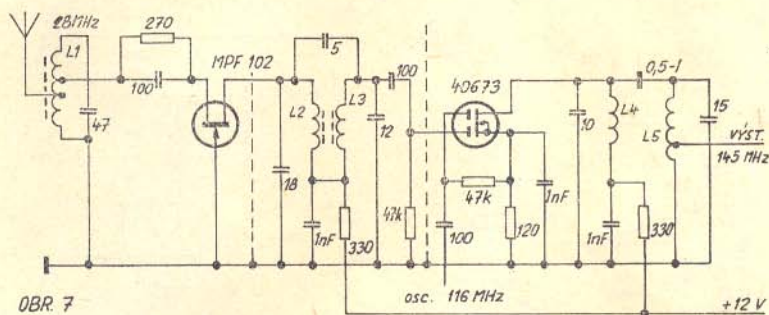 28MHz
L1
270
100
47
MPF 102
5
L2
L3
18
1nF
330
12
100
47k
40673
47k
100
120
1nF
10
0,5-1
L4
L5
15
1nF
330
VÝST.
145 MHz
osc. 116 MHz
+12 V
OBR. 7